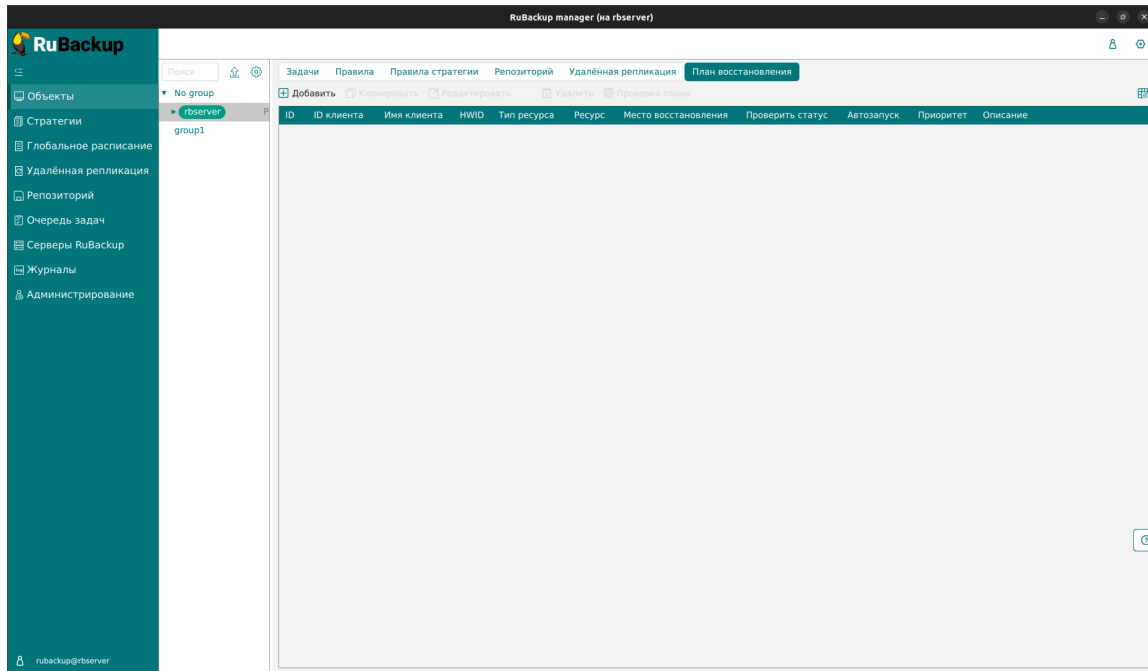 RuBackup manager (на rbserver)
RuBackup
Объекты
Стратегии
Глобальное расписание
Удалённая репликация
Репозиторий
Очередь задач
Серверы RuBackup
Журналы
Администрирование
rubackup@rbserver
Поиск
No group
rbserver P
group1
Задачи Правила Правила стратегии Репозиторий Удалённая репликация План восстановления
Добавить Клонировать Редактировать Удалить Проверка плана
ID ID клиента Имя клиента HWID Тип ресурса Ресурс Место восстановления Проверить статус Автозапуск Приоритет Описание